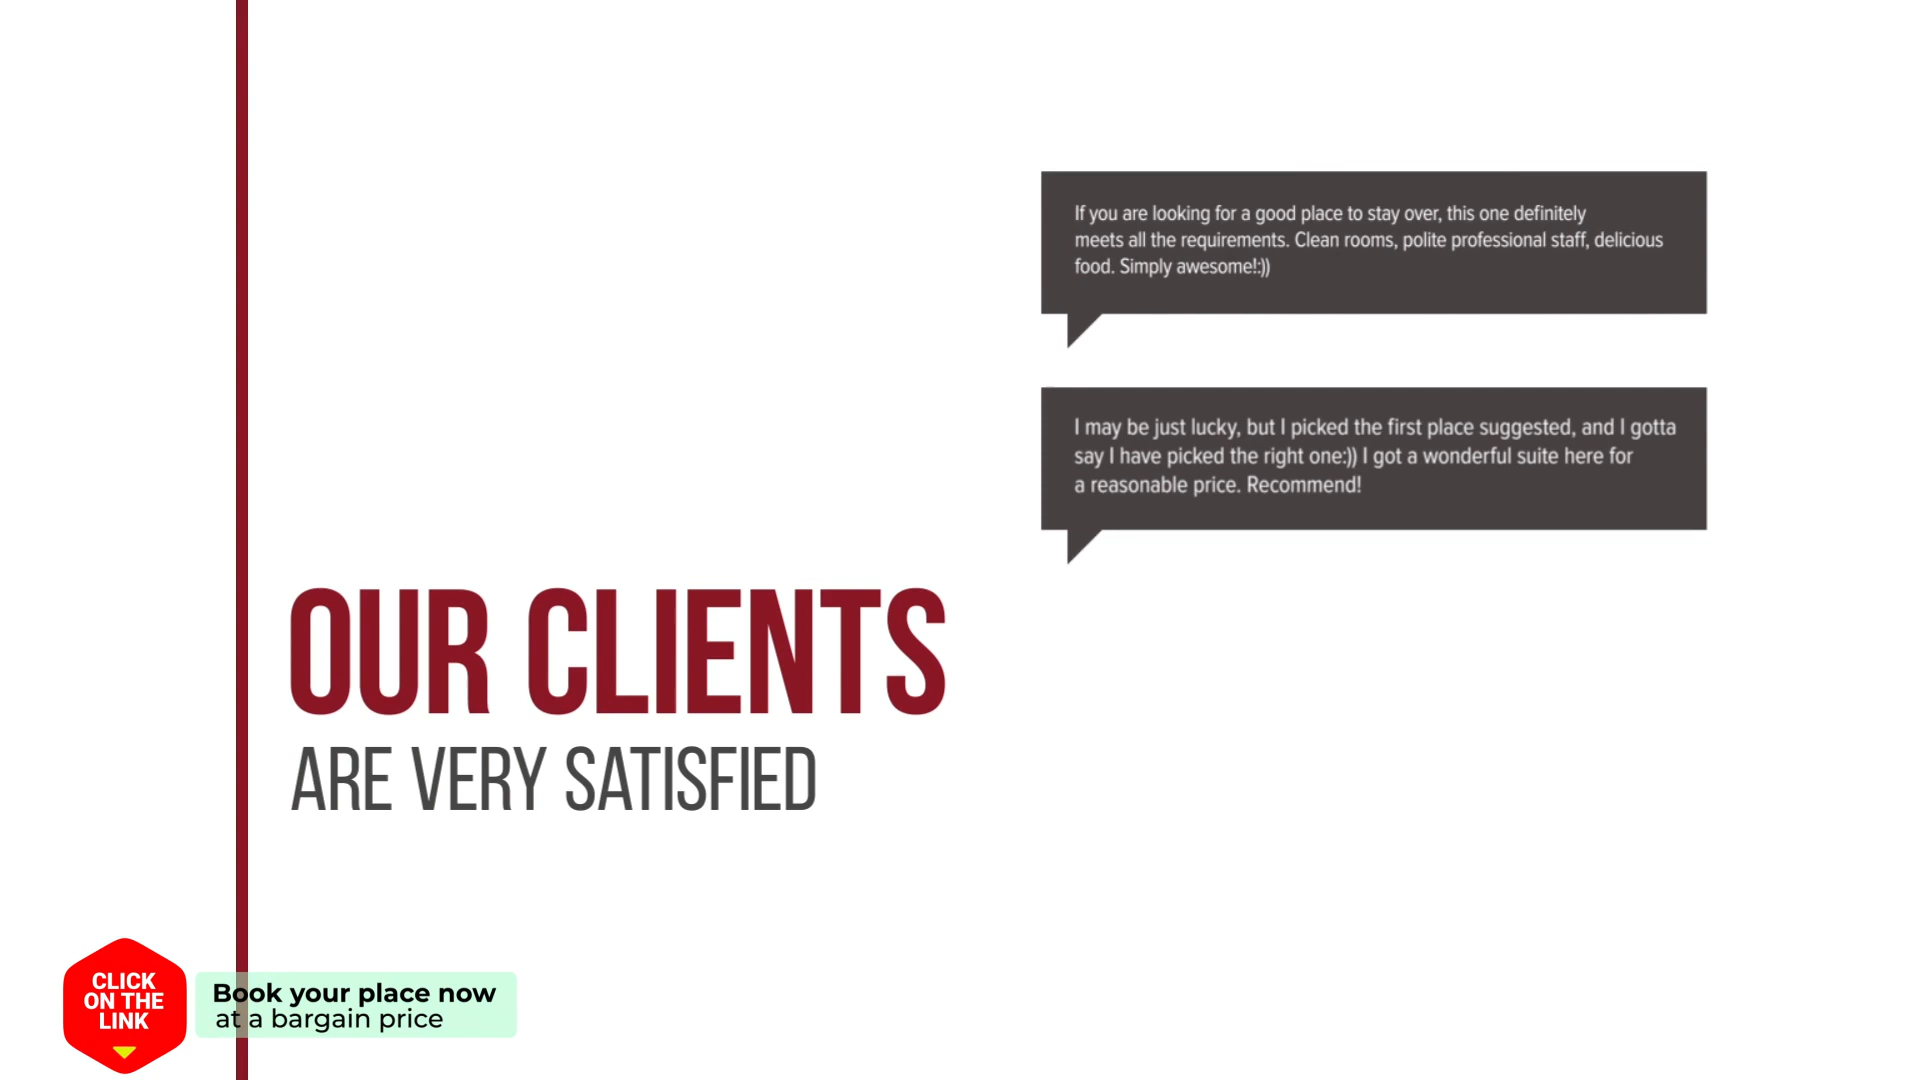 If you are looking for a good place to stay over, this one definitely
meets all the requirements. Clean rooms, polite professional staff, delicious
food. Simply awesome!:))
I may be just lucky, but I picked the first place suggested, and I gotta
say I have picked the right one:)) I got a wonderful suite here for
a reasonable price. Recommend!
OUR CLIENTS
ARE VERY SATISFIED
CLICK
ON THE
LINK
Book your place now
at a bargain price